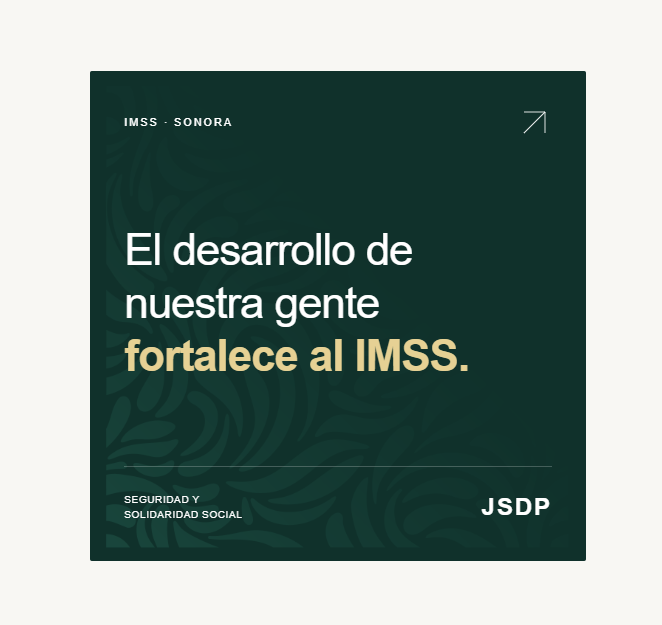 IMSS · SONORA
El desarrollo de
nuestra gente
fortalece al IMSS.
SEGURIDAD Y
SOLIDARIDAD SOCIAL
JSDP